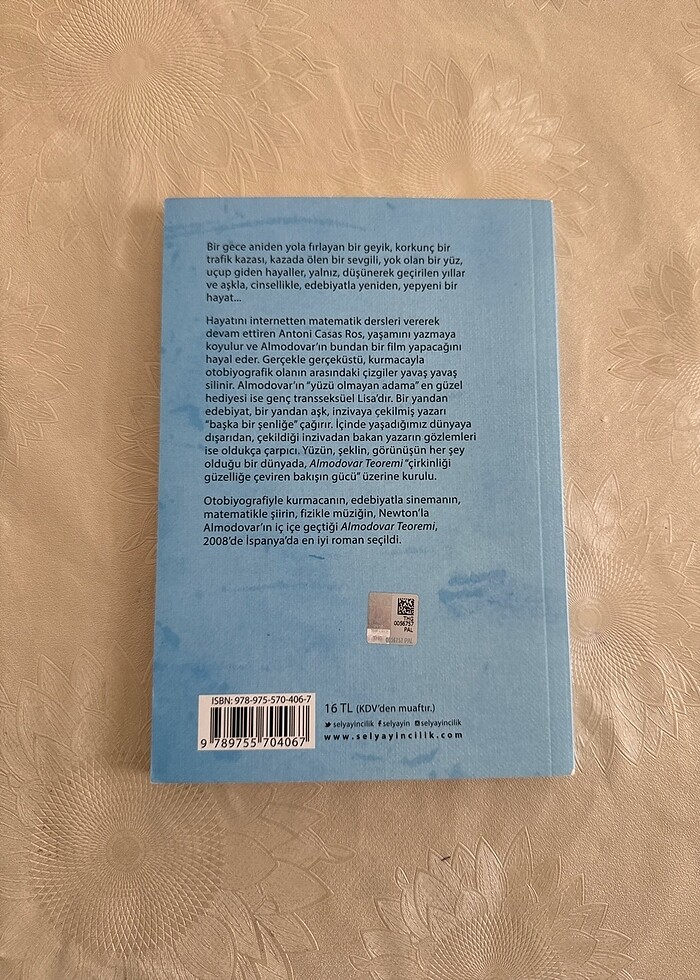 Bir gece aniden yola fırlayan bir geyik, korkunç bir
trafik kazası, kazada ölen bir sevgili, yok olan bir yüz,
uçup giden hayaller, yalnız, düşünerek geçirilen yıllar
ve aşkla, cinsellikle, edebiyatla yeniden, yepyeni bir
hayat...
Hayatını internetten matematik dersleri vererek
devam ettiren Antoni Casas Ros, yaşamını yazmaya
koyulur ve Almodovar'ın bundan bir film yapacağını
hayal eder. Gerçekle gerçeküstü, kurmacayla
otobiyografik olanın arasındaki çizgiler yavaş yavaş
silinir. Almodovar'ın "yüzü olmayan adama" en güzel
hediyesi ise genç transseksüel Lisa'dır. Bir yandan
edebiyat, bir yandan aşk, inzivaya çekilmiş yazarı
"başka bir şenliğe" çağırır. İçinde yaşadığımız dünyaya
dışarıdan, çekildiği inzivadan bakan yazarın gözlemleri
ise oldukça çarpıcı. Yüzün, şeklin, görünüşün her şey
olduğu bir dünyada, Almodovar Teoremi "çirkinliği
güzelliğe çeviren bakışın gücü" üzerine kurulu.
Otobiyografiyle kurmacanın, edebiyatla sinemanın,
matematikle şiirin, fizikle müziğin, Newton'la
Almodovar'ın iç içe geçtiği Almodovar Teoremi,
2008'de İspanya'da en iyi roman seçildi.
0056757
PAL
ISBN: 978-975-570-406-7
9 789755 704067
16 TL (KDV'den muaftır.)
selyayincilik selyayin selyayincilik
www.selyayincilik.com